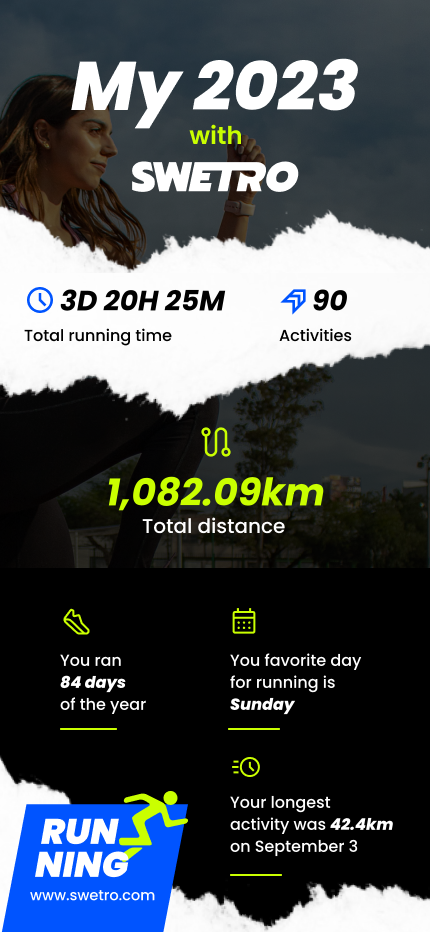 My 2023
with
SWETRO
3D 20H 25M
Total running time
90
Activities
1,082.09km
Total distance
You ran
84 days
of the year
You favorite day
for running is
Sunday
Your longest
activity was 42.4km
on September 3
RUN
NING
www.swetro.com